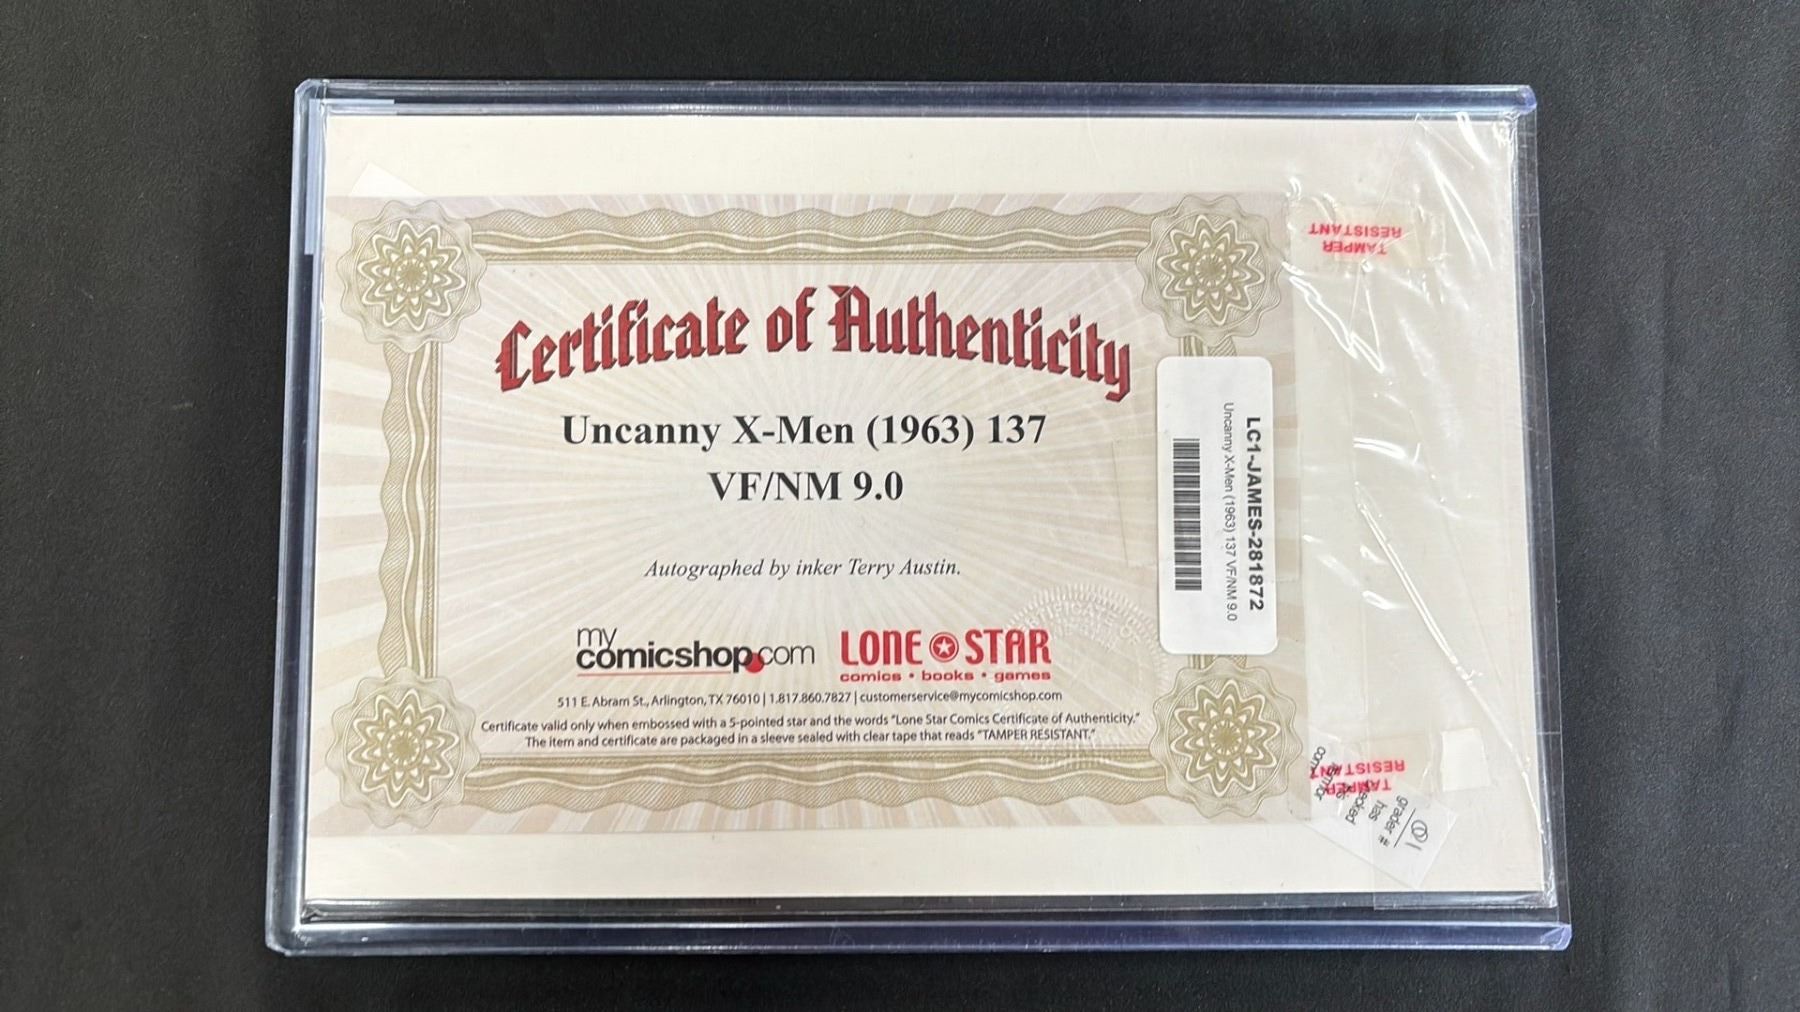 Certificate of Authenticity
Uncanny X-Men (1963) 137
VF/NM 9.0
Autographed by inker Terry Austin.
my
comicshop.com
LONE STAR
comics • books • games
511 E. Abram St., Arlington, TX 76010 | 1.817.860.7827 | customerservice@mycomicshop.com
Certificate valid only when embossed with a 5-pointed star and the words "Lone Star Comics Certificate of Authenticity."
The item and certificate are packaged in a sleeve sealed with clear tape that reads "TAMPER RESISTANT."
LC1-JAMES-281872
Uncanny X-Men (1963) 137 VF/NM 9.0
TAMPER
RESISTANT
TAMPER
RESISTANT
grader #
has